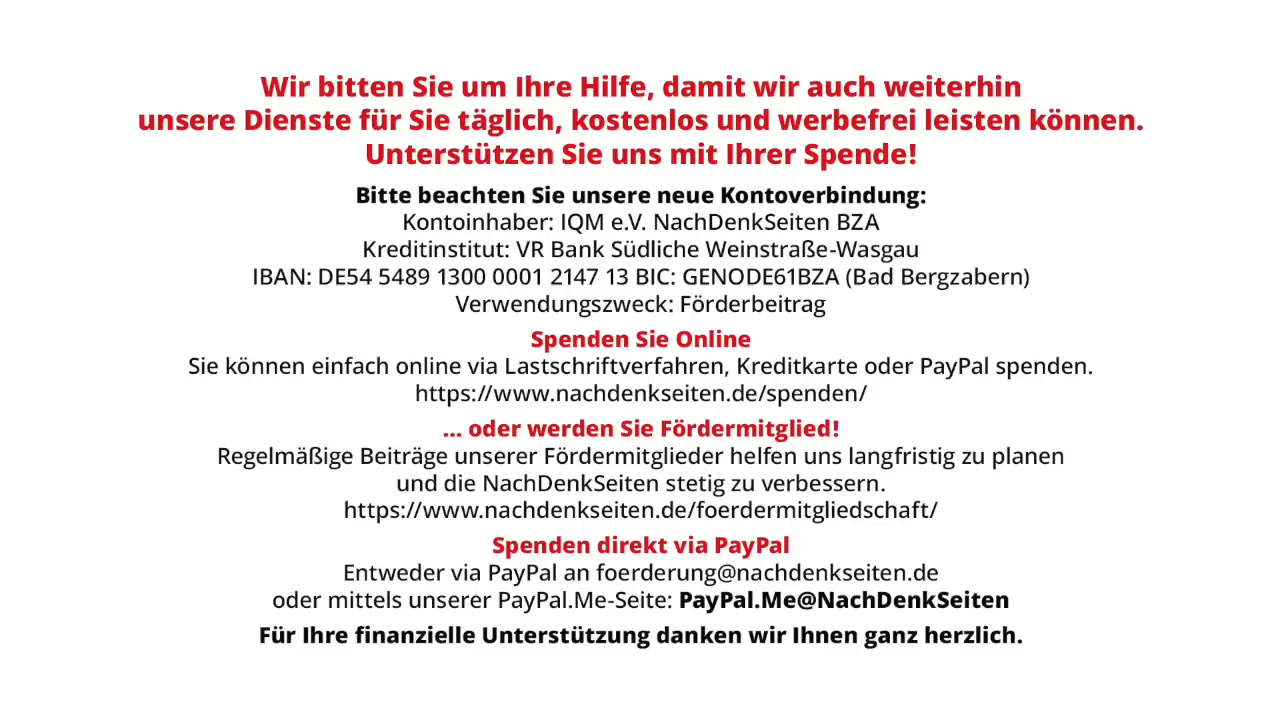 Wir bitten Sie um Ihre Hilfe, damit wir auch weiterhin
unsere Dienste für Sie täglich, kostenlos und werbefrei leisten können.
Unterstützen Sie uns mit Ihrer Spende!
Bitte beachten Sie unsere neue Kontoverbindung:
Kontoinhaber: IQM e.V. NachDenkSeiten BZA
Kreditinstitut: VR Bank Südliche Weinstraße-Wasgau
IBAN: DE54 5489 1300 0001 2147 13 BIC: GENODE61BZA (Bad Bergzabern)
Verwendungszweck: Förderbeitrag
Spenden Sie Online
Sie können einfach online via Lastschriftverfahren, Kreditkarte oder PayPal spenden.
https://www.nachdenkseiten.de/spenden/
... oder werden Sie Fördermitglied!
Regelmäßige Beiträge unserer Fördermitglieder helfen uns langfristig zu planen
und die NachDenkSeiten stetig zu verbessern.
https://www.nachdenkseiten.de/foerdermitgliedschaft/
Spenden direkt via PayPal
Entweder via PayPal an foerderung@nachdenkseiten.de
oder mittels unserer PayPal.Me-Seite: PayPal.Me@NachDenkSeiten
Für Ihre finanzielle Unterstützung danken wir Ihnen ganz herzlich.